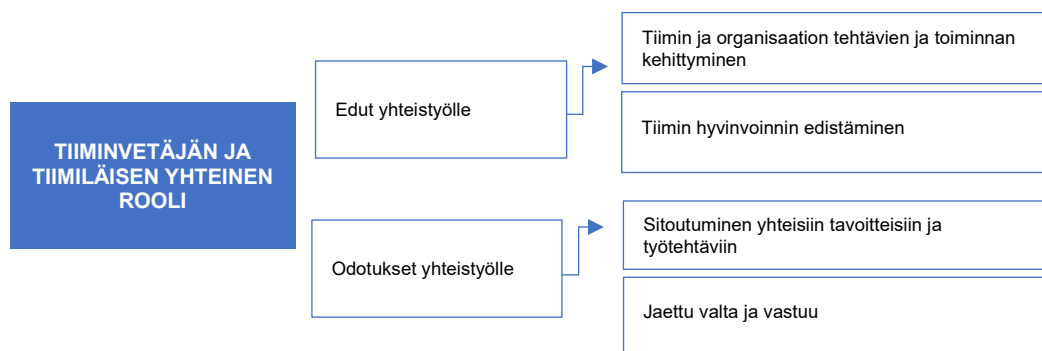 TIIMINVETÄJÄN JA
TIIMILÄISEN YHTEINEN
ROOLI
Edut yhteistyölle
Tiimin ja organisaation tehtävien ja toiminnan
kehittyminen
Tiimin hyvinvoinnin edistäminen
Odotukset yhteistyölle
Sitoutuminen yhteisiin tavoitteisiin ja
työtehtäviin
Jaettu valta ja vastuu